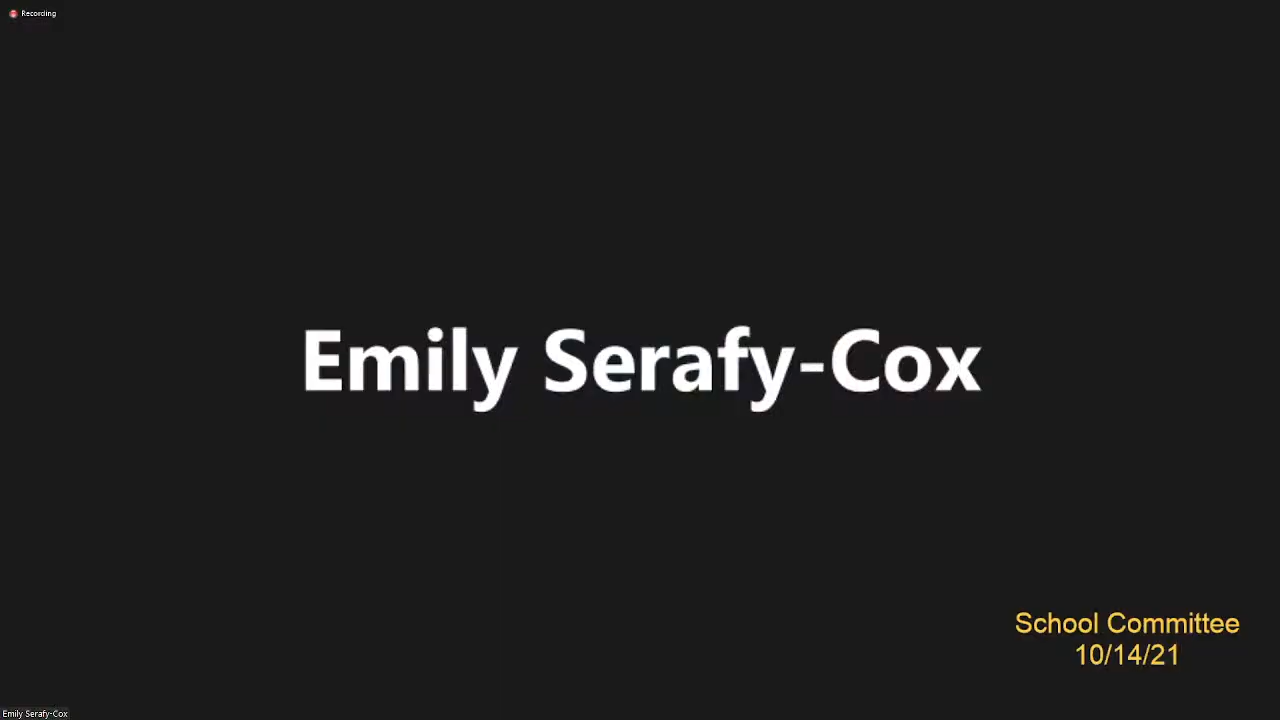 Recording
Emily Serafy-Cox
School Committee
10/14/21
Emily Serafy-Cox